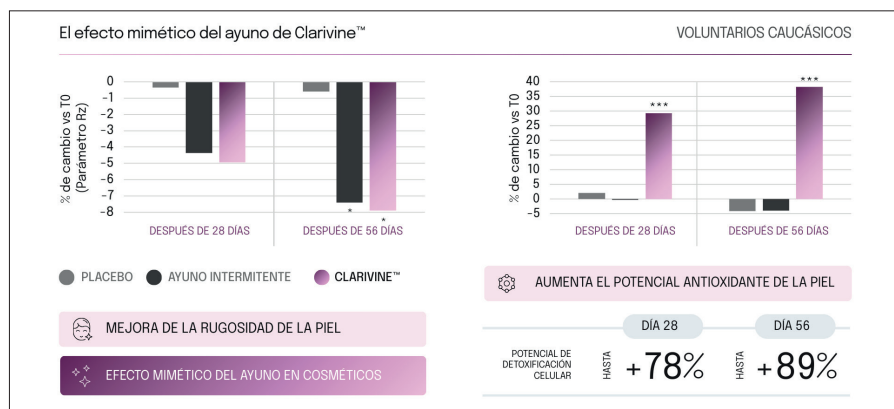 El efecto mimético del ayuno de Clarivine™
VOLUNTARIOS CAUCÁSICOS
% de cambio vs T0
(Parámetro Rz)
0
-1
-2
-3
-4
-5
-6
-7
-8
*
*
DESPUÉS DE 28 DÍAS
DESPUÉS DE 56 DÍAS
PLACEBO
AYUNO INTERMITENTE
CLARIVINE™
MEJORA DE LA RUGOSIDAD DE LA PIEL
EFECTO MIMÉTICO DEL AYUNO EN COSMÉTICOS
% de cambio vs T0
40
35
30
25
20
15
10
5
0
-5
***
***
DESPUÉS DE 28 DÍAS
DESPUÉS DE 56 DÍAS
AUMENTA EL POTENCIAL ANTIOXIDANTE DE LA PIEL
DÍA 28
DÍA 56
POTENCIAL DE
DETOXIFICACIÓN
CELULAR
HASTA
+78%
HASTA
+89%